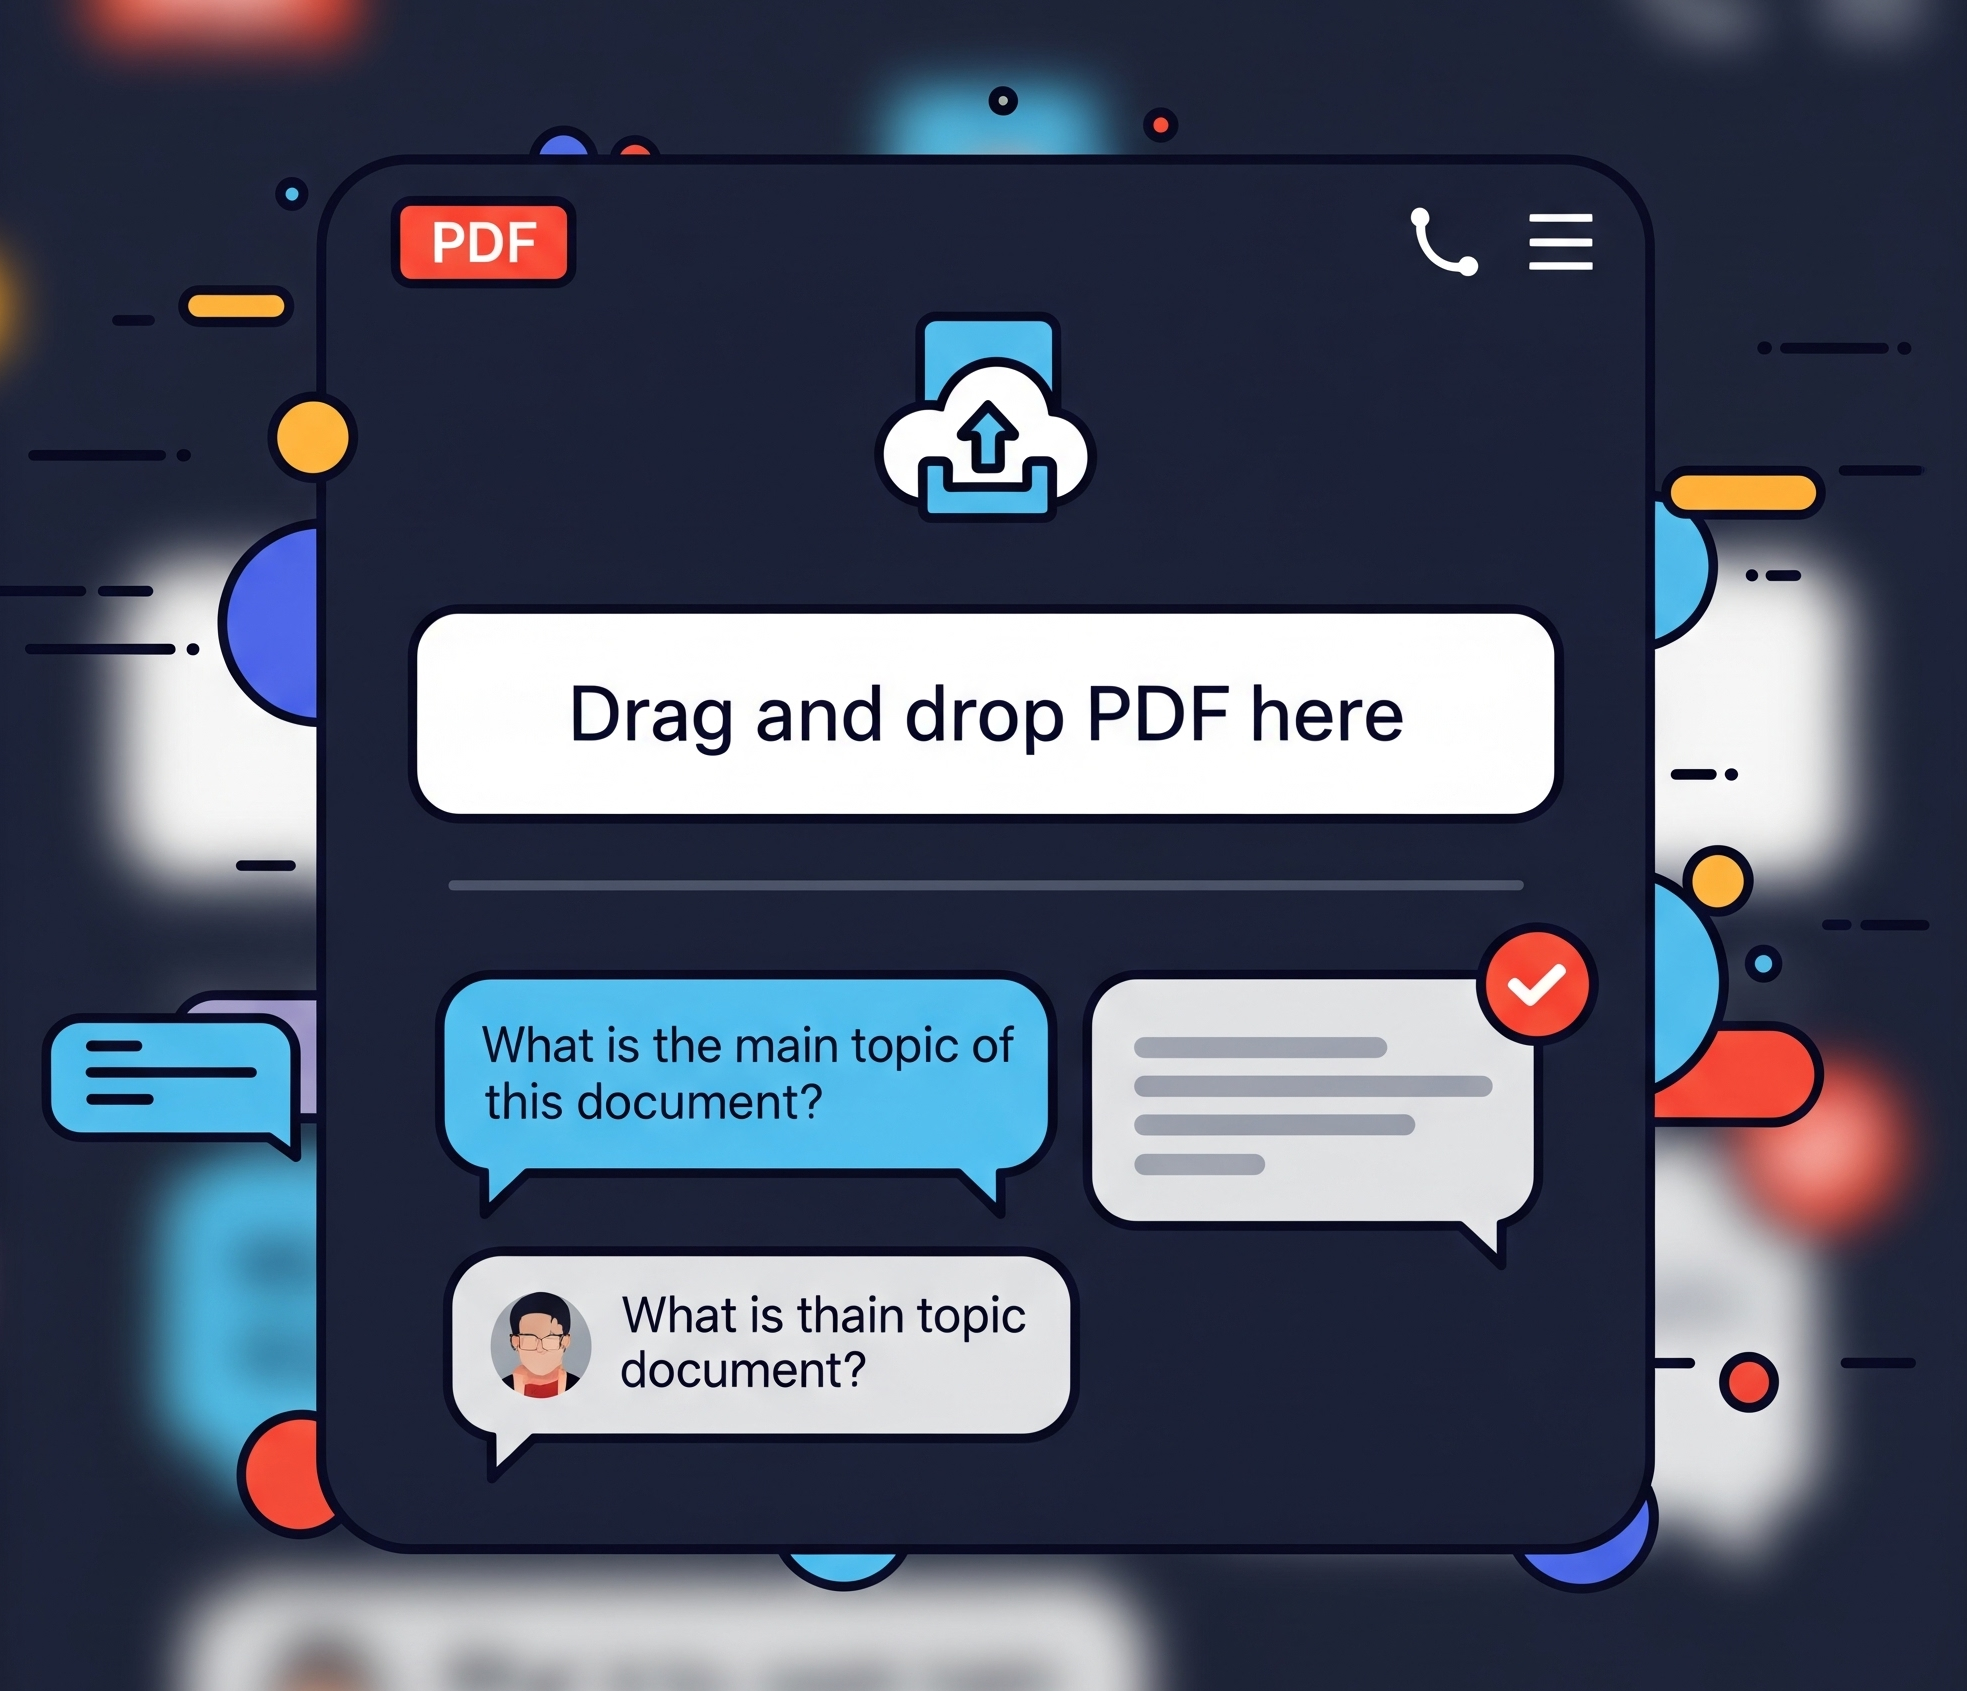 PDF
Drag and drop PDF here
What is the main topic of
this document?
What is thain topic
document?